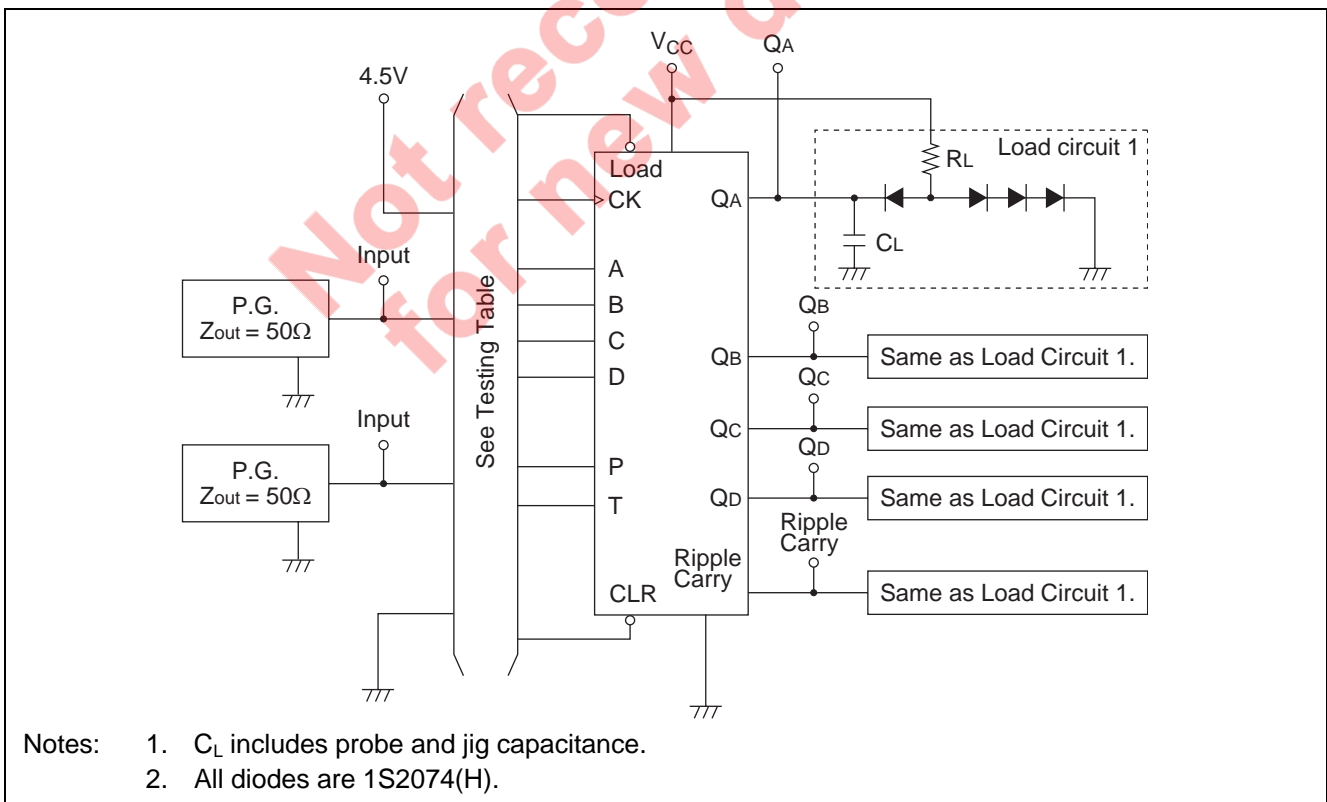 Not reco
for new d
VCC
QA
4.5V
Load circuit 1
RL
Load
CK
QA
CL
Input
P.G.
Zout = 50Ω
A
B
C
D
See Testing Table
QB
QB
Same as Load Circuit 1.
QC
QC
Same as Load Circuit 1.
Input
P.G.
Zout = 50Ω
P
T
QD
QD
Same as Load Circuit 1.
Ripple
Carry
Ripple
Carry
Same as Load Circuit 1.
CLR
Notes: 1. CL includes probe and jig capacitance.
2. All diodes are 1S2074(H).